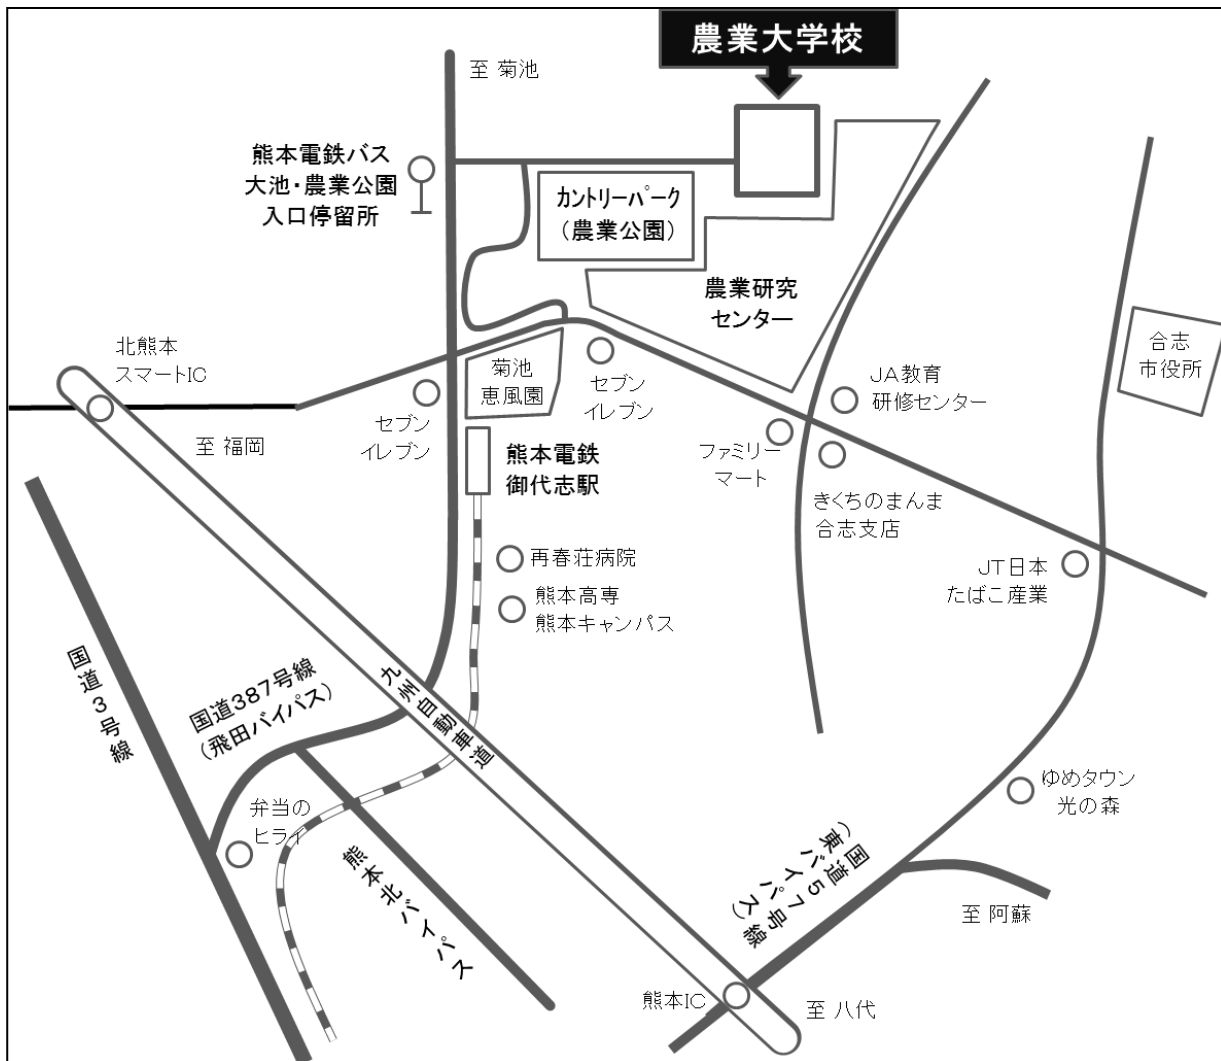 農業大学校
至 菊池
熊本電鉄バス
大池・農業公園
入口停留所
カントリーパーク
(農業公園)
農業研究
センター
北熊本
スマートIC
菊池
恵風園
セブン
イレブン
合志
市役所
JA教育
研修センター
セブン
イレブン
至 福岡
熊本電鉄
御代志駅
ファミリー
マート
きくちのまんま
合志支店
再春荘病院
JT日本
たばこ産業
熊本高専
熊本キャンパス
国道3号線
国道387号線
(飛田バイパス)
九州自動車道
弁当の
ヒライ
ゆめタウン
光の森
熊本北バイパス
国道57号線
(東バイパス)
至 阿蘇
熊本IC
至 八代